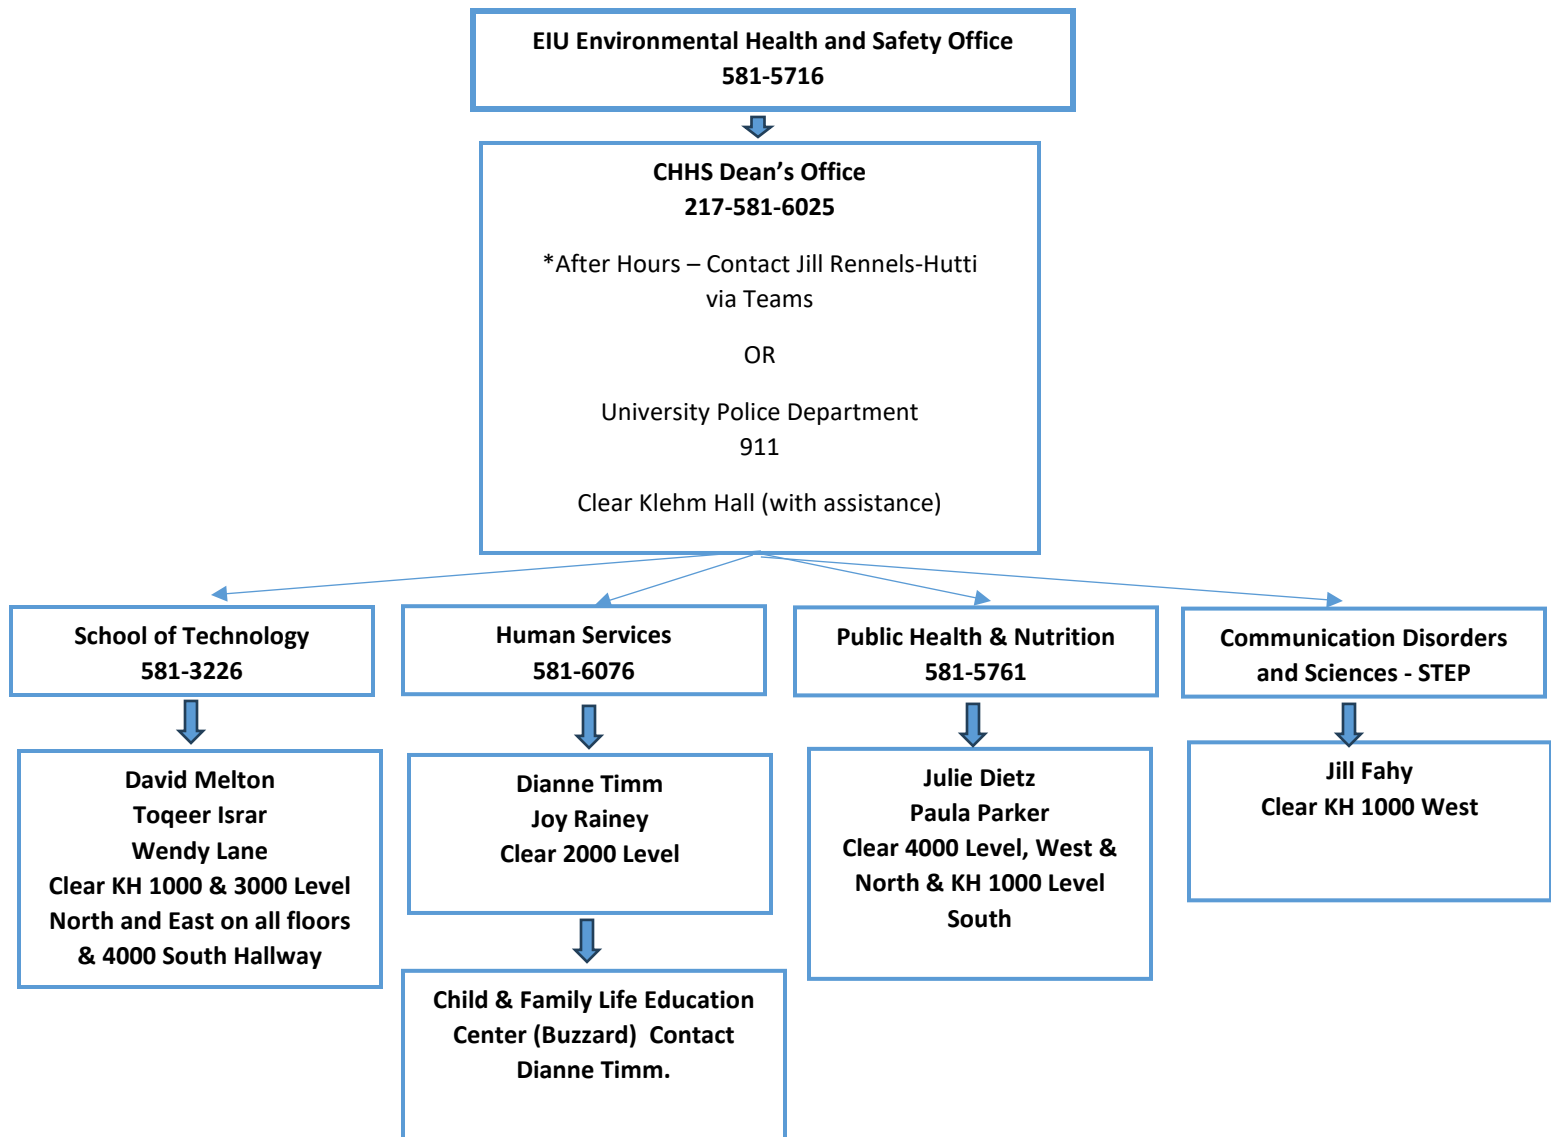 EIU Environmental Health and Safety Office
581-5716
CHHS Dean’s Office
217-581-6025
*After Hours – Contact Jill Rennels-Hutti
via Teams
OR
University Police Department
911
Clear Klehm Hall (with assistance)
School of Technology
581-3226
Human Services
581-6076
Public Health & Nutrition
581-5761
Communication Disorders
and Sciences - STEP
David Melton
Toqeer Israr
Wendy Lane
Clear KH 1000 & 3000 Level
North and East on all floors
& 4000 South Hallway
Dianne Timm
Joy Rainey
Clear 2000 Level
Julie Dietz
Paula Parker
Clear 4000 Level, West &
North & KH 1000 Level
South
Jill Fahy
Clear KH 1000 West
Child & Family Life Education
Center (Buzzard)  Contact
Dianne Timm.